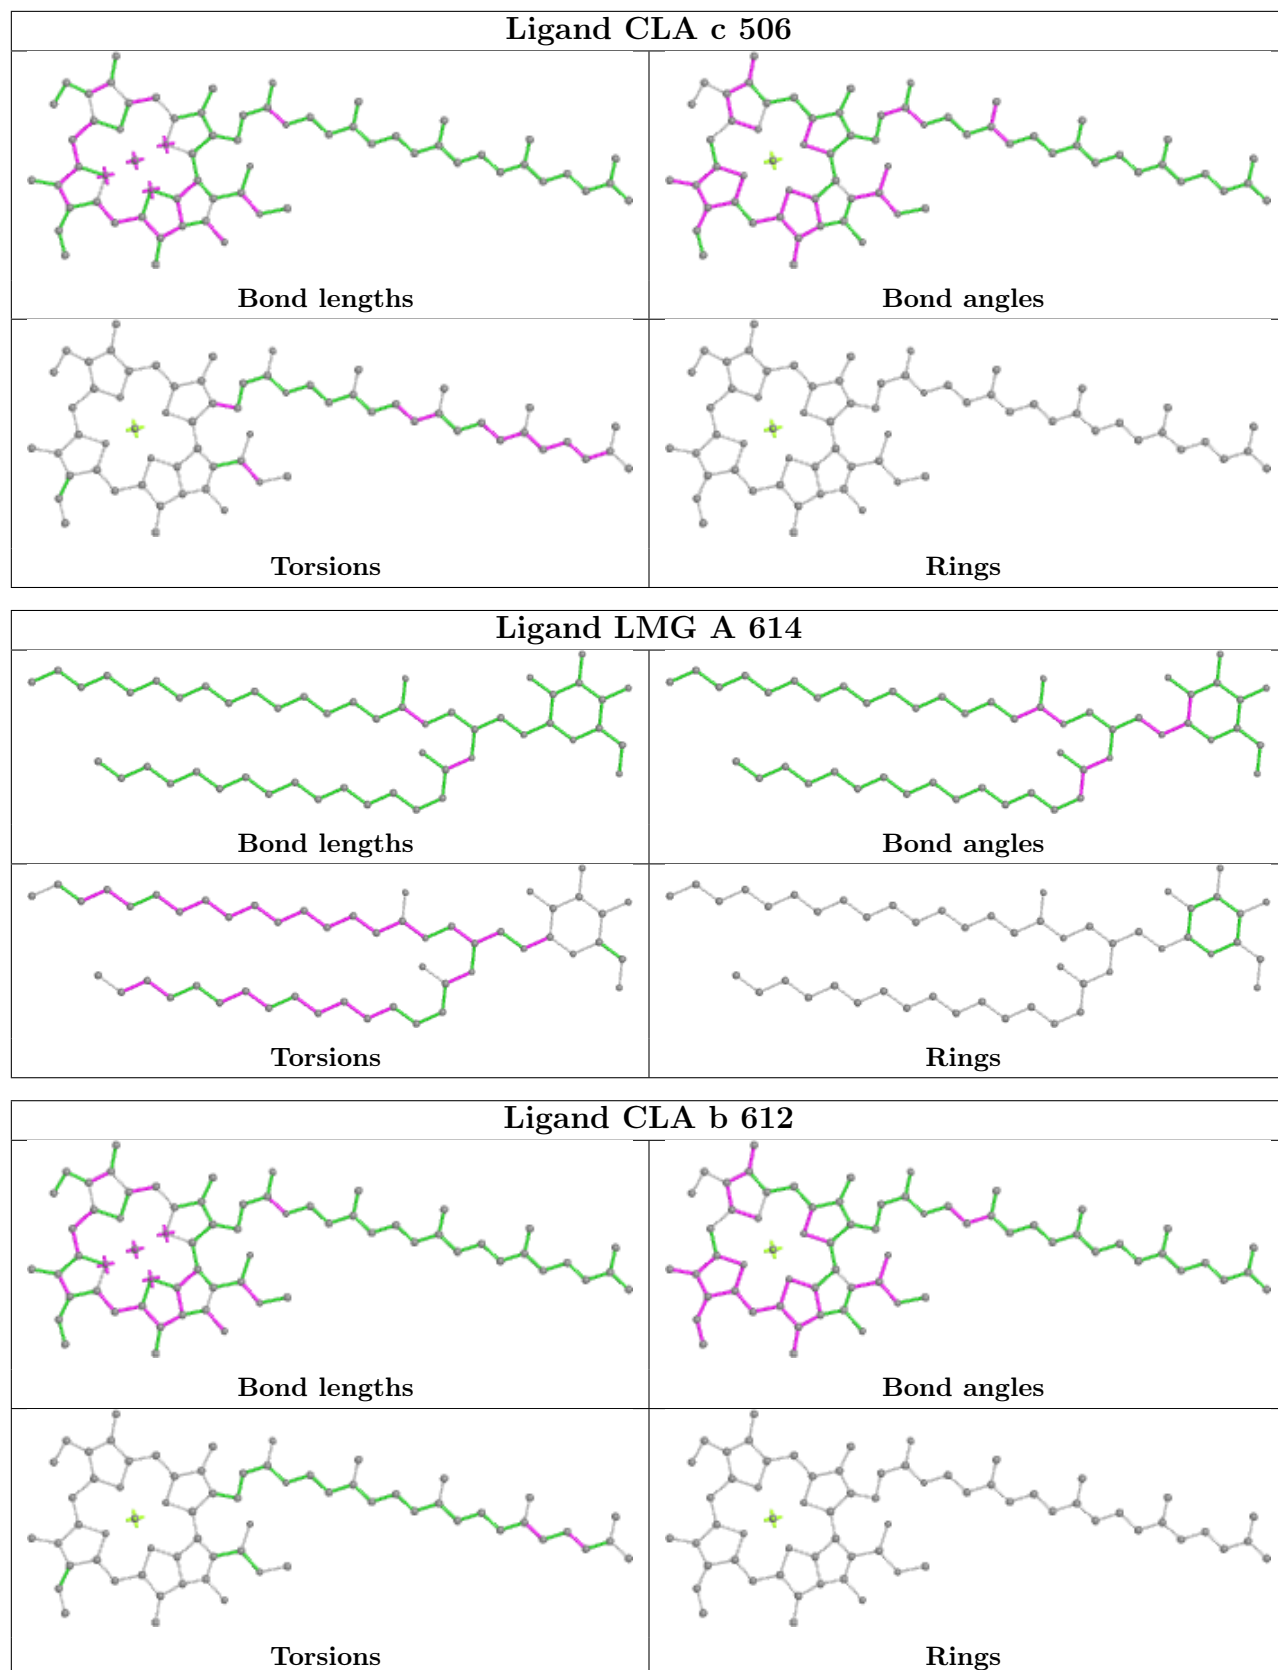 Ligand CLA c 506
Bond lengths
Bond angles
Torsions
Rings
Ligand LMG A 614
Bond lengths
Bond angles
Torsions
Rings
Ligand CLA b 612
Bond lengths
Bond angles
Torsions
Rings